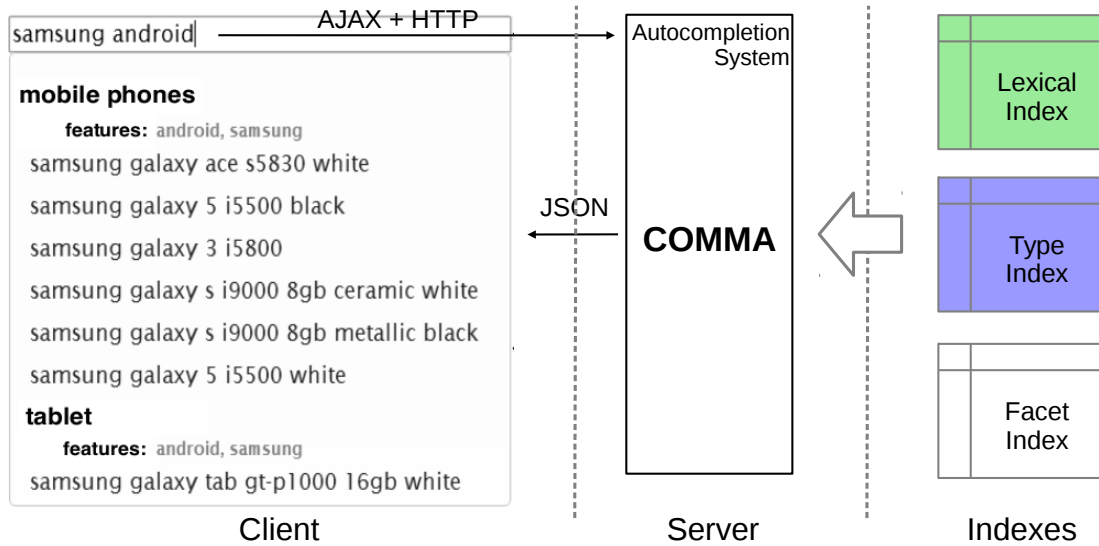 samsung android
AJAX + HTTP
mobile phones
features: android, samsung
samsung galaxy ace s5830 white
samsung galaxy 5 i5500 black
samsung galaxy 3 i5800
samsung galaxy s i9000 8gb ceramic white
samsung galaxy s i9000 8gb metallic black
samsung galaxy 5 i5500 white
tablet
features: android, samsung
samsung galaxy tab gt-p1000 16gb white
Client
JSON
Autocompletion
System
COMMA
Server
Lexical
Index
Type
Index
Facet
Index
Indexes